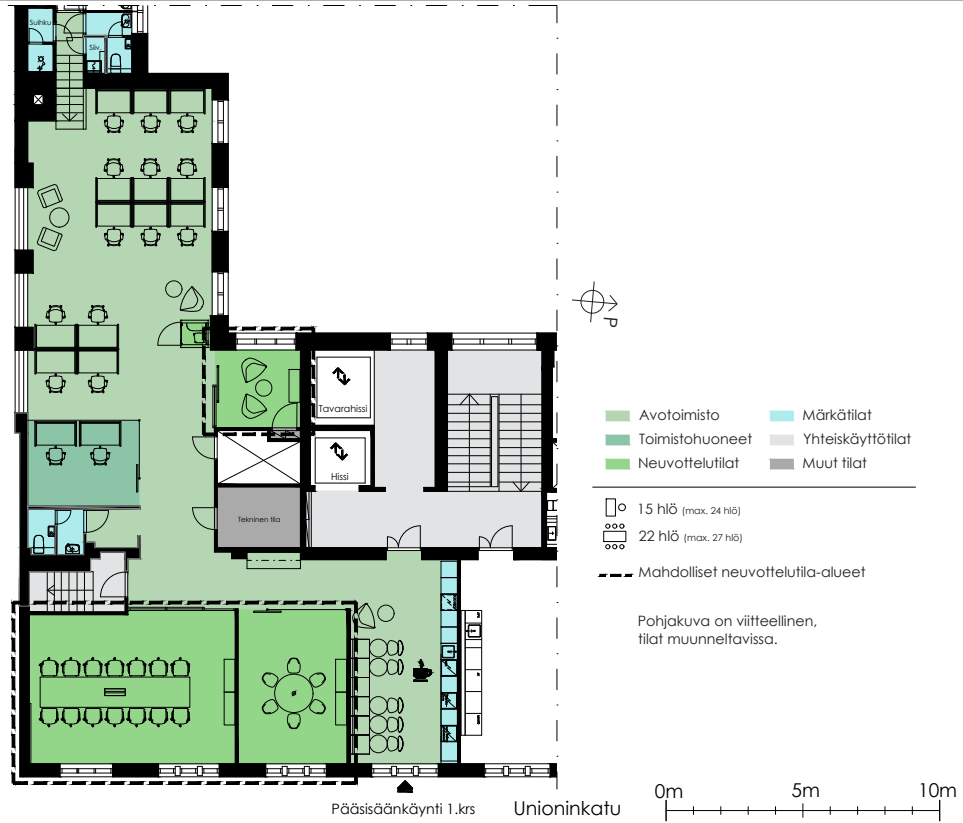 Suihku
Siiv.
Tavarahissi
Hissi
Tekninen tila
P
Avotoimisto
Toimistohuoneet
Neuvottelutilat
Märkätilat
Yhteiskäyttötilat
Muut tilat
15 hlö (max. 24 hlö)
22 hlö (max. 27 hlö)
Mahdolliset neuvottelutila-alueet
Pohjakuva on viitteellinen,
tilat muunneltavissa.
Pääsisäänkäynti 1.krs
Unioninkatu
0m 5m 10m